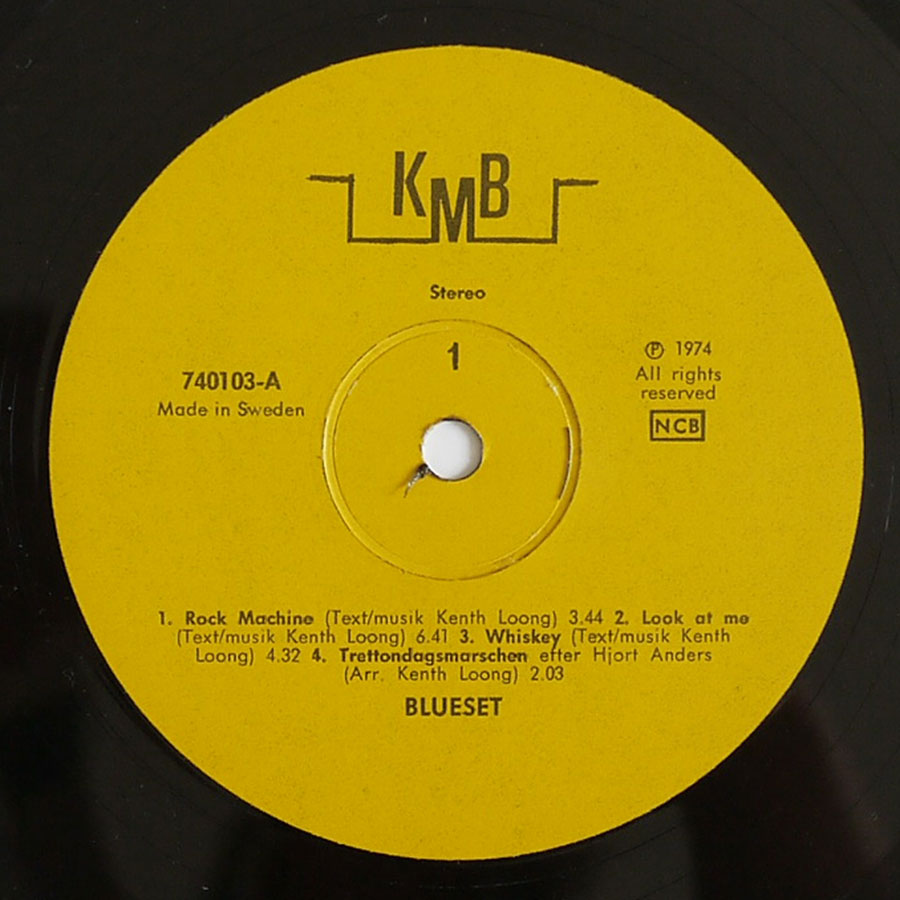 KMB
Stereo
1
740103-A
Made in Sweden
Ⓟ 1974
All rights
reserved
NCB
1. Rock Machine (Text/musik Kenth Loong) 3.44 2. Look at me
(Text/musik Kenth Loong) 6.41 3. Whiskey (Text/musik Kenth
Loong) 4.32 4. Trettondagsmarschen efter Hjort Anders
(Arr. Kenth Loong) 2.03
BLUESET